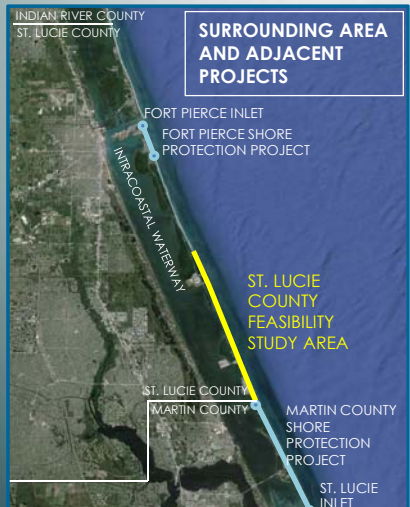 INDIAN RIVER COUNTY
ST. LUCIE COUNTY
SURROUNDING AREA
AND ADJACENT
PROJECTS
FORT PIERCE INLET
FORT PIERCE SHORE
PROTECTION PROJECT
INTRACOASTAL WATERWAY
ST. LUCIE
COUNTY
FEASIBILITY
STUDY AREA
ST. LUCIE COUNTY
MARTIN COUNTY
MARTIN COUNTY
SHORE
PROTECTION
PROJECT
ST. LUCIE
INLET